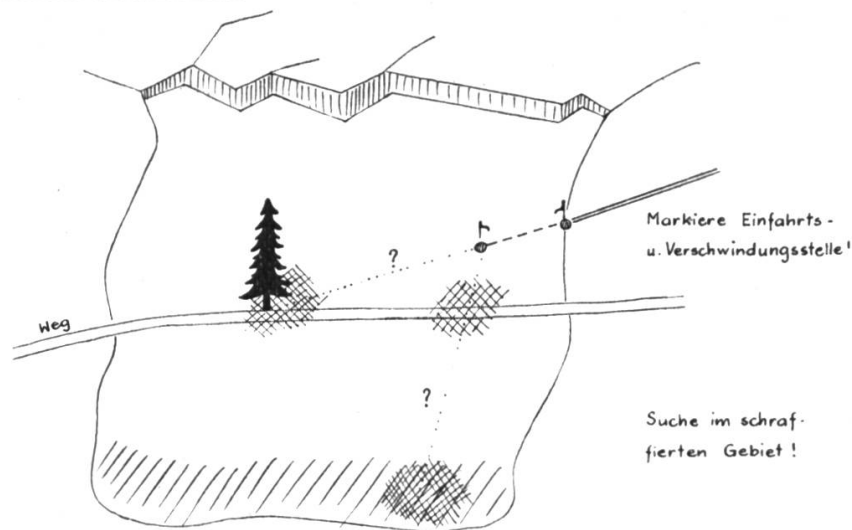 Markiere Einfahrts-
u. Verschwindungsstelle!
?
Weg
?
Suche im schraf-
fierten Gebiet!